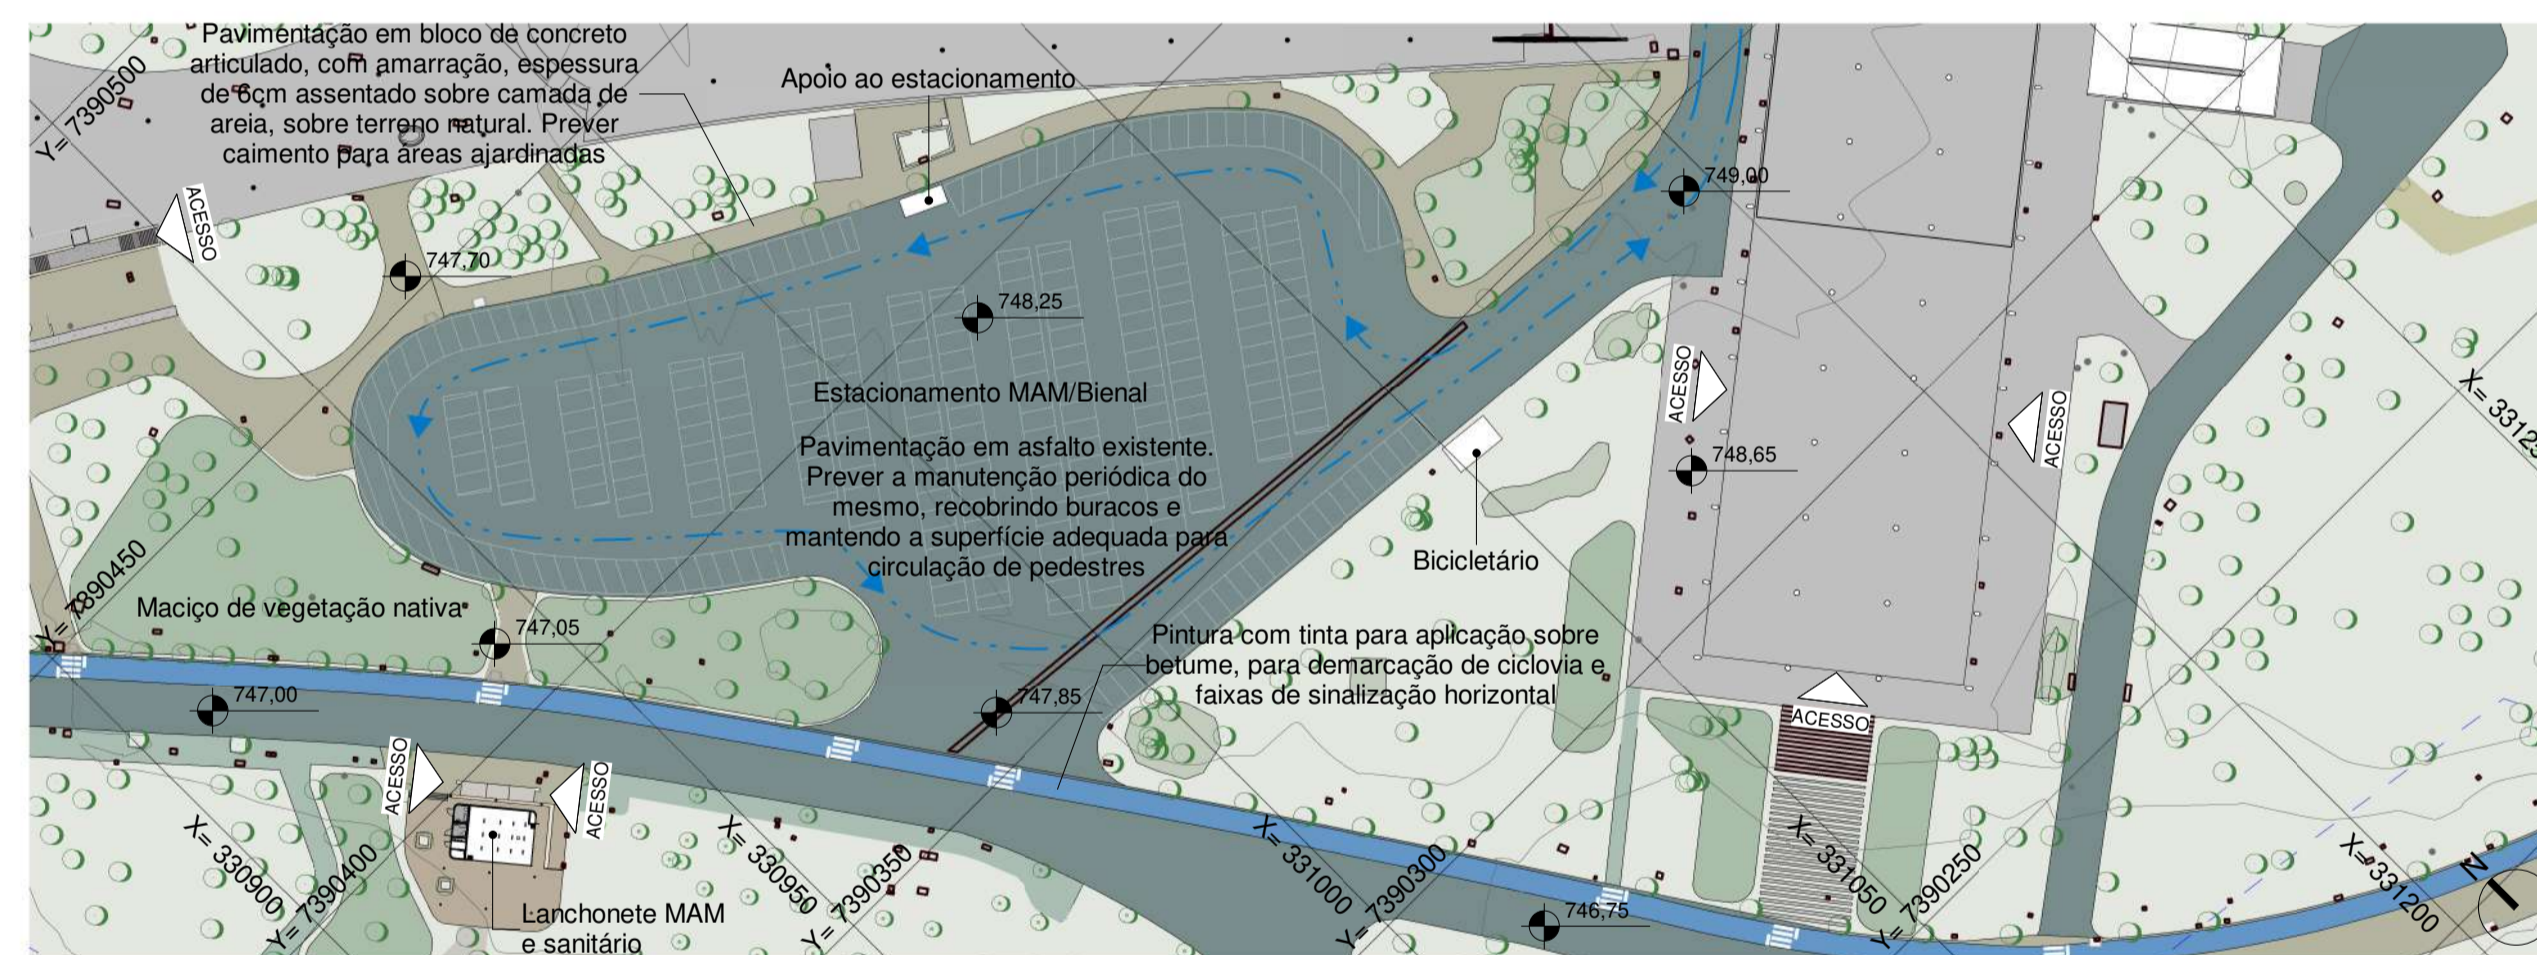 Pavimentação em bloco de concreto
articulado, com amarração, espessura
de 6cm assentado sobre camada de
areia, sobre terreno natural. Prever
caimento para áreas ajardinadas
Apoio ao estacionamento
Y= 7390500
ACESSO
749,00
747,70
748,25
Estacionamento MAM/Bienal
Pavimentação em asfalto existente.
Prever a manutenção periódica do
mesmo, recobrindo buracos e
mantendo a superfície adequada para
circulação de pedestres
ACESSO
ACESSO
748,65
Bicicletário
Y= 7390450
Maciço de vegetação nativa
747,05
Pintura com tinta para aplicação sobre
betume, para demarcação de ciclovia e
faixas de sinalização horizontal
747,00
747,85
ACESSO
ACESSO
ACESSO
X= 330900
Y= 7390400
X= 330950
Y= 7390350
X= 331000
Y= 7390300
X= 331050
Y= 7390250
X= 331200
N
Lanchonete MAM
e sanitário
746,75